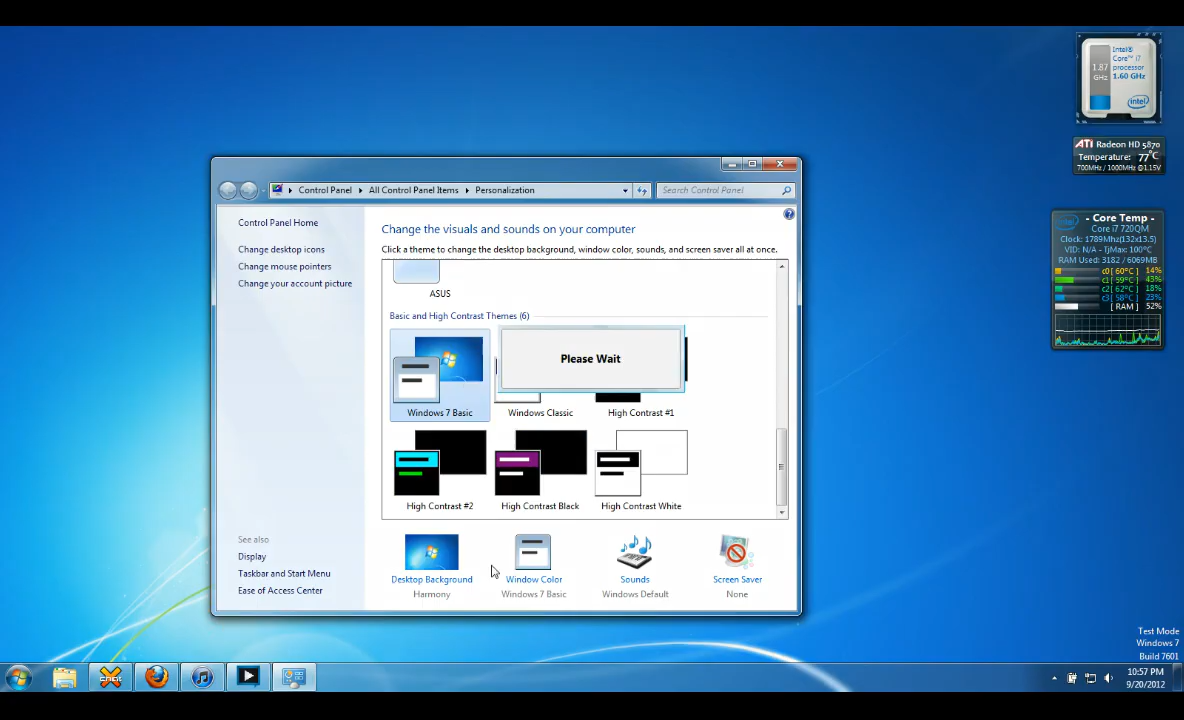 Intel®
Core™ i7
processor
1.60 GHz
1.87
GHz
intel
ATI Radeon HD 5870
Temperature: 77°C
700MHz / 1000MHz @1.15V
intel
- Core Temp -
Core i7 720QM
Clock: 1789Mhz(132x13.5)
VID: N/A - TjMax: 100°C
RAM Used: 3182 / 6069MB
c0[ 60°C ] 14%
c1[ 59°C ] 43%
c2[ 62°C ] 18%
c3[ 58°C ] 23%
[ RAM ] 52%
Control Panel
All Control Panel Items
Personalization
Search Control Panel
Control Panel Home
Change desktop icons
Change mouse pointers
Change your account picture
Change the visuals and sounds on your computer
Click a theme to change the desktop background, window color, sounds, and screen saver all at once.
ASUS
Basic and High Contrast Themes (6)
Please Wait
Windows 7 Basic
Windows Classic
High Contrast #1
High Contrast #2
High Contrast Black
High Contrast White
See also
Display
Taskbar and Start Menu
Ease of Access Center
Desktop Background
Harmony
Window Color
Windows 7 Basic
Sounds
Windows Default
Screen Saver
None
Test Mode
Windows 7
Build 7601
chat
10:57 PM
9/20/2012